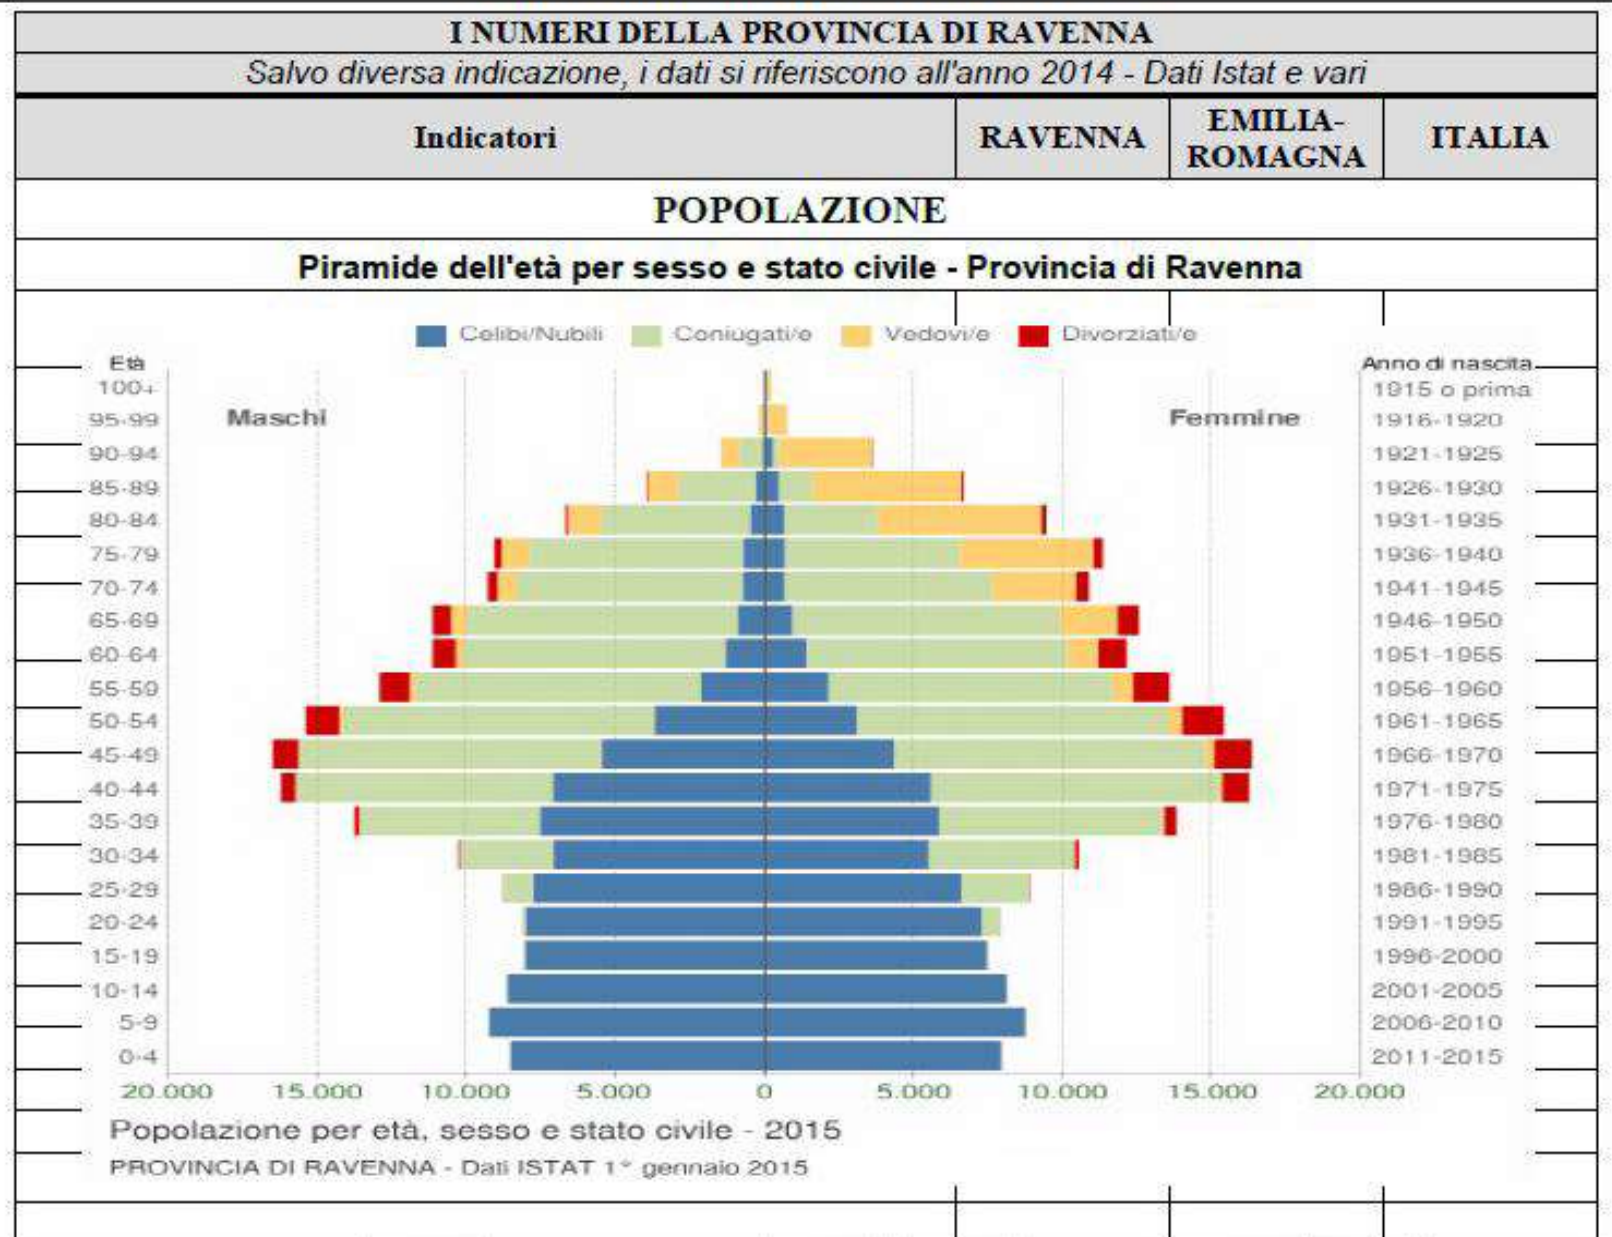 I NUMERI DELLA PROVINCIA DI RAVENNA
Salvo diversa indicazione, i dati si riferiscono all'anno 2014 - Dati Istat e vari
Indicatori RAVENNA EMILIA-ROMAGNA ITALIA
POPOLAZIONE
Piramide dell'età per sesso e stato civile - Provincia di Ravenna
Celibi/Nubili Coniugati/e Vedovi/e Divorziati/e
Età Anno di nascita
100+ 1915 o prima
Maschi Femmine
95-99 1916-1920
90-94 1921-1925
85-89 1926-1930
80-84 1931-1935
75-79 1936-1940
70-74 1941-1945
65-69 1946-1950
60-64 1951-1955
55-59 1956-1960
50-54 1961-1965
45-49 1966-1970
40-44 1971-1975
35-39 1976-1980
30-34 1981-1985
25-29 1986-1990
20-24 1991-1995
15-19 1996-2000
10-14 2001-2005
5-9 2006-2010
0-4 2011-2015
20.000 15.000 10.000 5.000 0 5.000 10.000 15.000 20.000
Popolazione per età, sesso e stato civile - 2015
PROVINCIA DI RAVENNA - Dati ISTAT 1° gennaio 2015